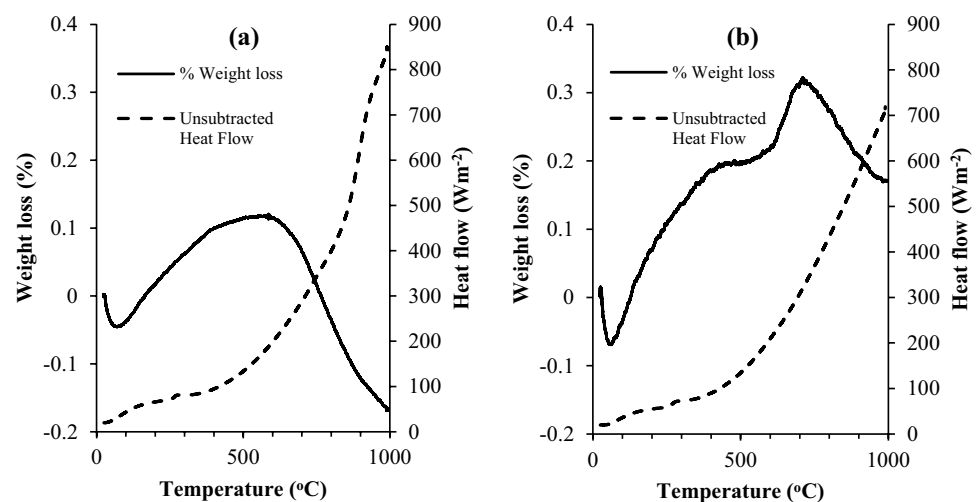 (a)
% Weight loss
Unsubtracted
Heat Flow
Weight loss (%)
0.4
0.3
0.2
0.1
0
-0.1
-0.2
900
800
700
600
500
400
300
200
100
0
Heat flow (Wm-2)
0
500
1000
Temperature (oC)
(b)
% Weight loss
Unsubtracted
Heat Flow
Weight loss (%)
0.4
0.3
0.2
0.1
0
-0.1
-0.2
900
800
700
600
500
400
300
200
100
0
Heat flow (Wm-2)
0
500
1000
Temperature (oC)